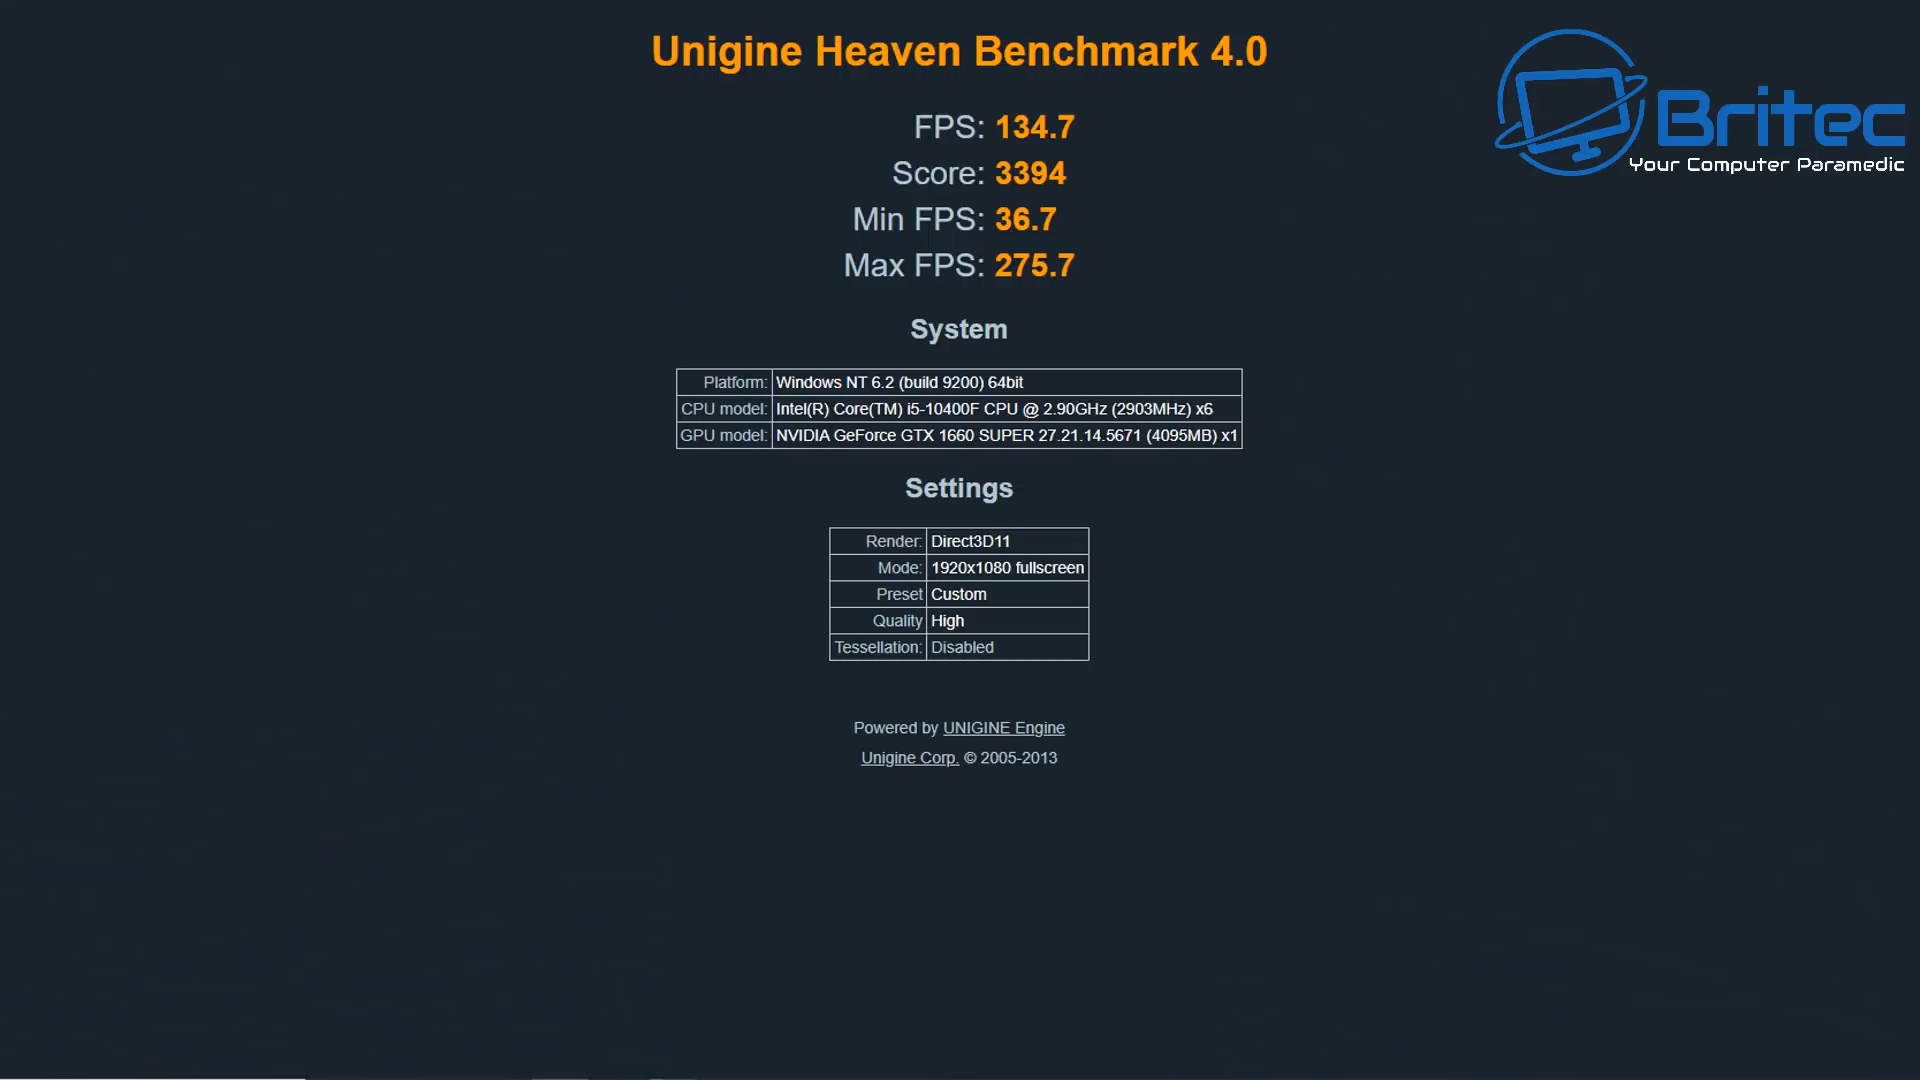 Unigine Heaven Benchmark 4.0
Britec
Your Computer Paramedic
FPS: 134.7
Score: 3394
Min FPS: 36.7
Max FPS: 275.7
System
Platform: Windows NT 6.2 (build 9200) 64bit
CPU model: Intel(R) Core(TM) i5-10400F CPU @ 2.90GHz (2903MHz) x6
GPU model: NVIDIA GeForce GTX 1660 SUPER 27.21.14.5671 (4095MB) x1
Settings
Render: Direct3D11
Mode: 1920x1080 fullscreen
Preset Custom
Quality High
Tessellation: Disabled
Powered by UNIGINE Engine
Unigine Corp. © 2005-2013